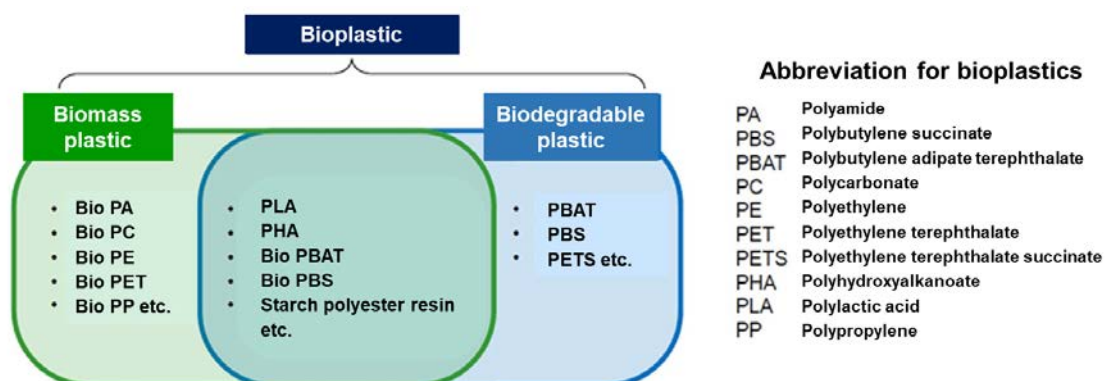 Bioplastic
Biomass
plastic
Biodegradable
plastic
• Bio PA
• Bio PC
• Bio PE
• Bio PET
• Bio PP etc.
• PLA
• PHA
• Bio PBAT
• Bio PBS
• Starch polyester resin
etc.
• PBAT
• PBS
• PETS etc.
Abbreviation for bioplastics
PA Polyamide
PBS Polybutylene succinate
PBAT Polybutylene adipate terephthalate
PC Polycarbonate
PE Polyethylene
PET Polyethylene terephthalate
PETS Polyethylene terephthalate succinate
PHA Polyhydroxyalkanoate
PLA Polylactic acid
PP Polypropylene